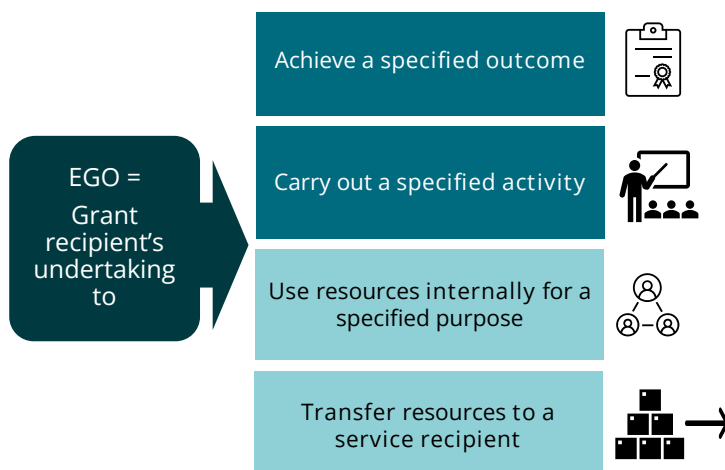 EGO =
Grant
recipient’s
undertaking
to
Achieve a specified outcome
Carry out a specified activity
Use resources internally for a
specified purpose
Transfer resources to a
service recipient